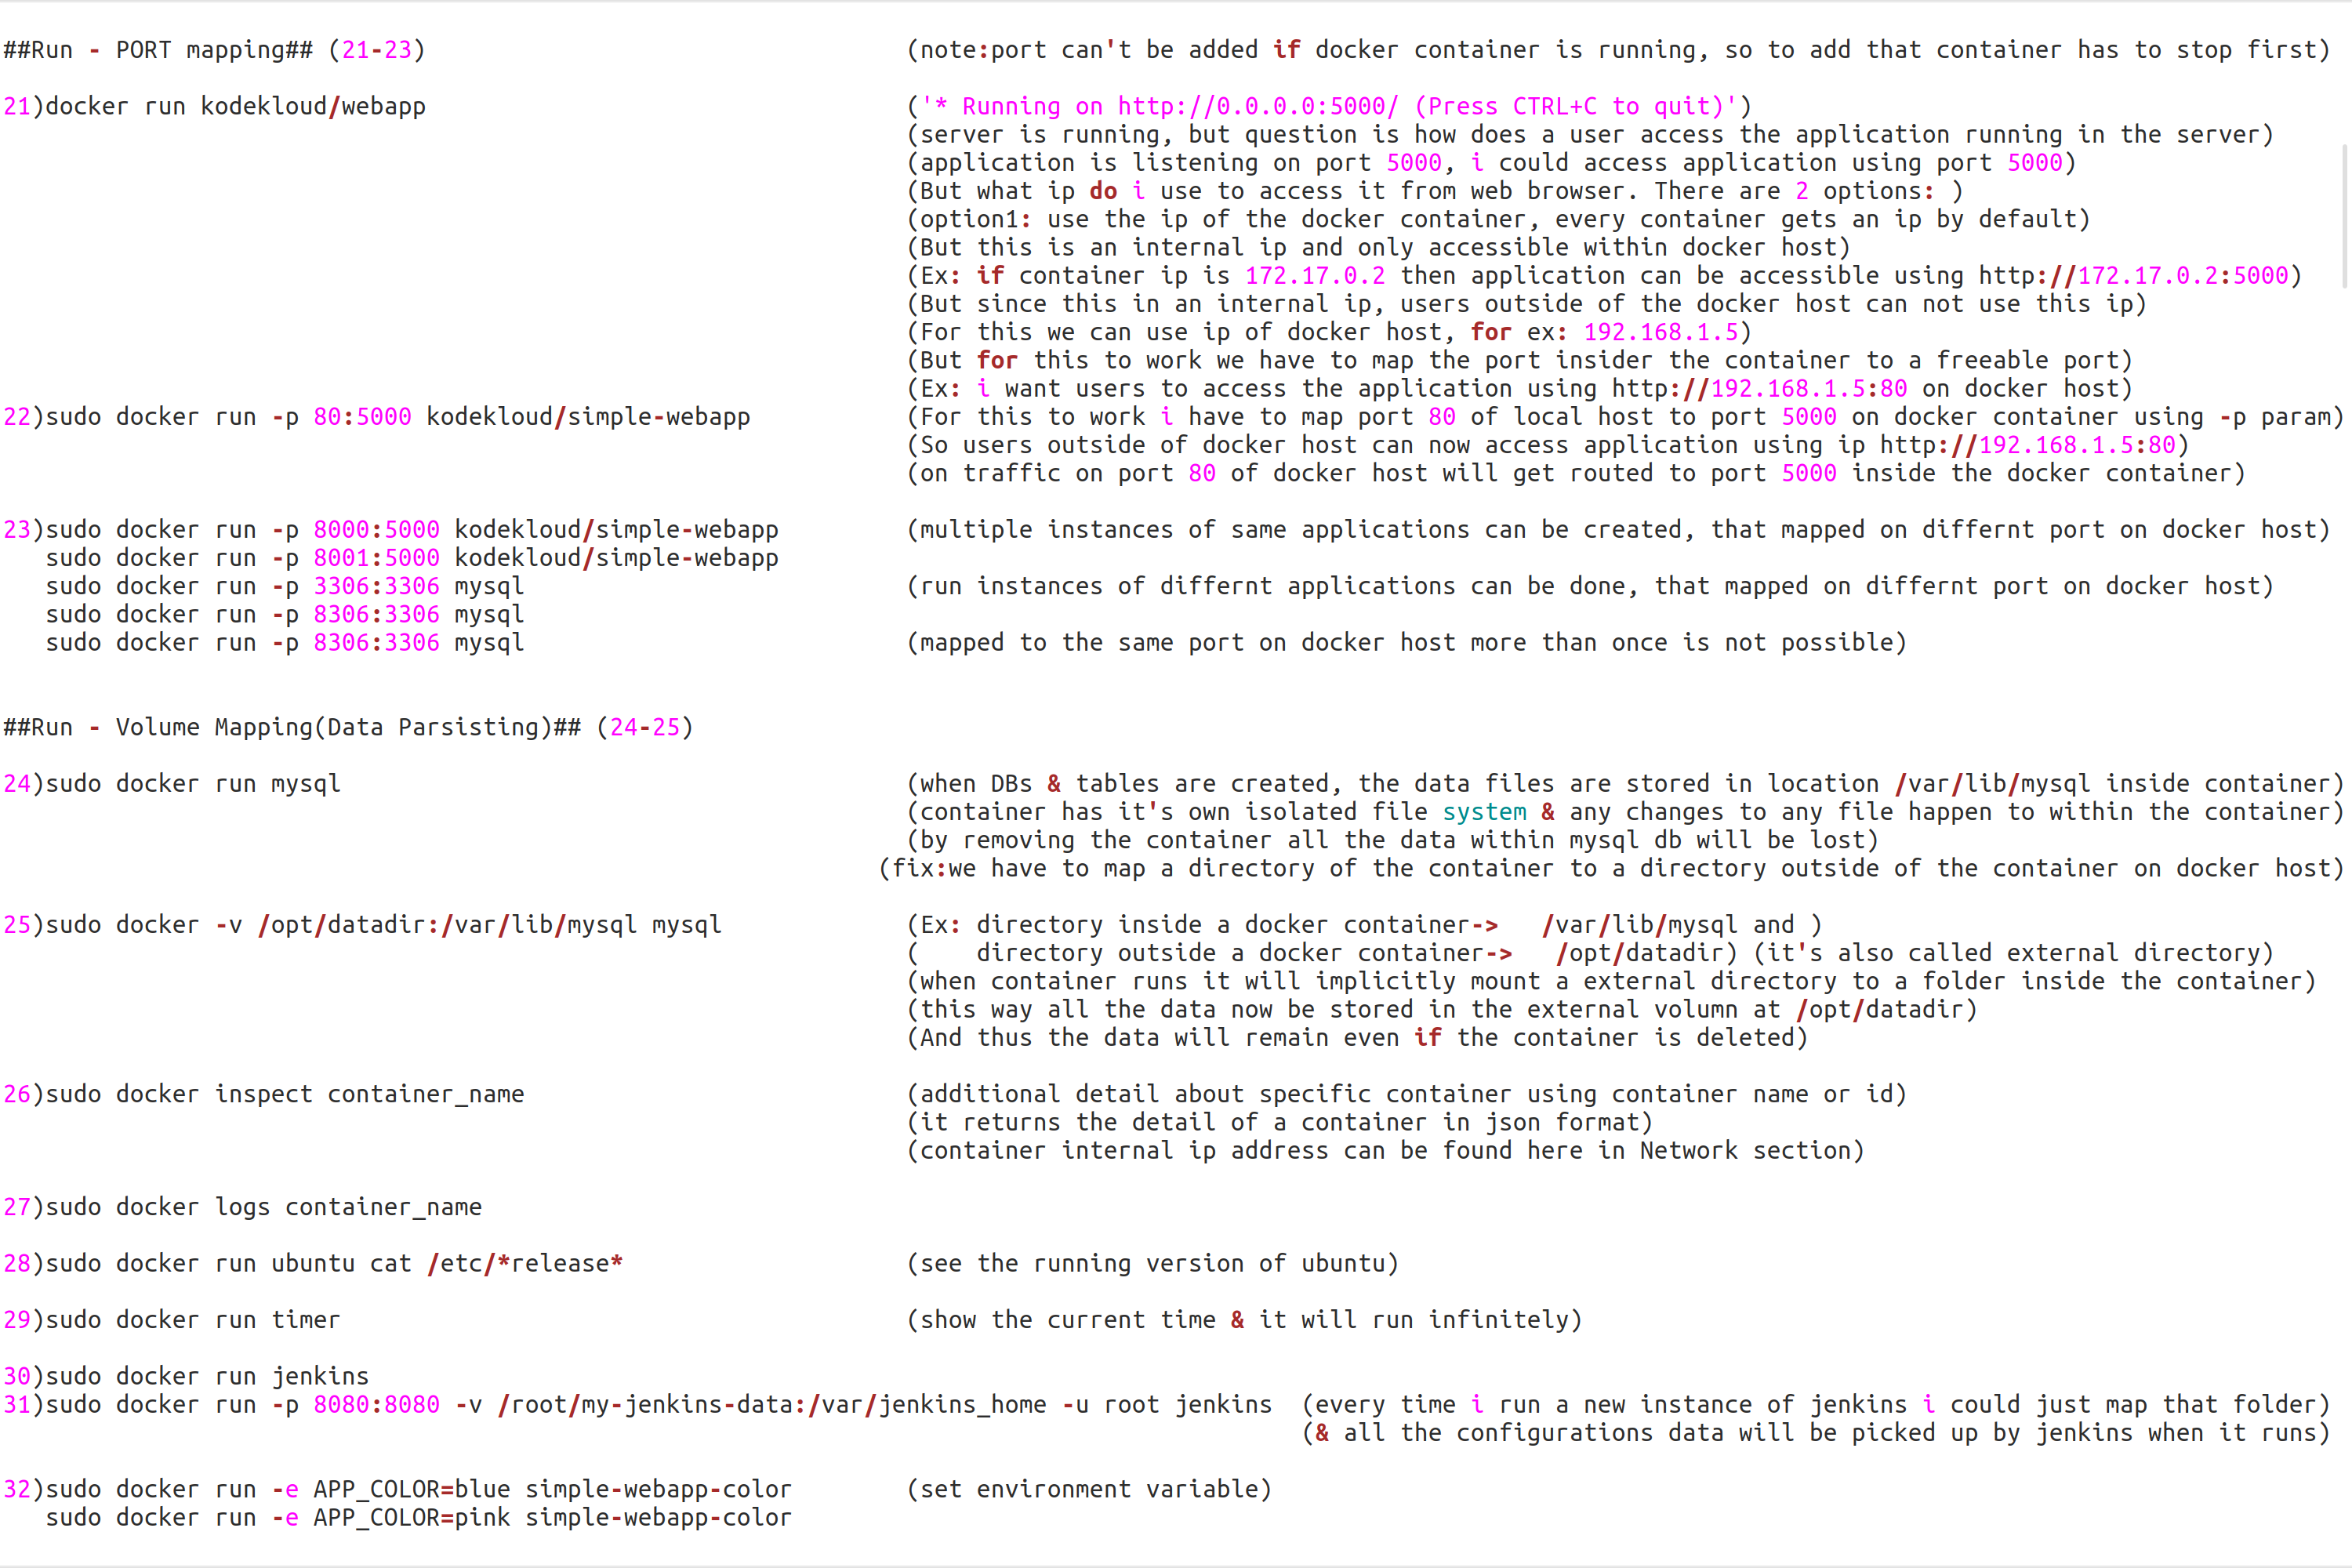 ##Run - PORT mapping## (21-23) (note:port can't be added if docker container is running, so to add that container has to stop first)
21)docker run kodekloud/webapp ('* Running on http://0.0.0.0:5000/ (Press CTRL+C to quit)')
(server is running, but question is how does a user access the application running in the server)
(application is listening on port 5000, i could access application using port 5000)
(But what ip do i use to access it from web browser. There are 2 options: )
(option1: use the ip of the docker container, every container gets an ip by default)
(But this is an internal ip and only accessible within docker host)
(Ex: if container ip is 172.17.0.2 then application can be accessible using http://172.17.0.2:5000)
(But since this in an internal ip, users outside of the docker host can not use this ip)
(For this we can use ip of docker host, for ex: 192.168.1.5)
(But for this to work we have to map the port insider the container to a freeable port)
(Ex: i want users to access the application using http://192.168.1.5:80 on docker host)
22)sudo docker run -p 80:5000 kodekloud/simple-webapp (For this to work i have to map port 80 of local host to port 5000 on docker container using -p param)
(So users outside of docker host can now access application using ip http://192.168.1.5:80)
(on traffic on port 80 of docker host will get routed to port 5000 inside the docker container)
23)sudo docker run -p 8000:5000 kodekloud/simple-webapp (multiple instances of same applications can be created, that mapped on differnt port on docker host)
sudo docker run -p 8001:5000 kodekloud/simple-webapp
sudo docker run -p 3306:3306 mysql (run instances of differnt applications can be done, that mapped on differnt port on docker host)
sudo docker run -p 8306:3306 mysql
sudo docker run -p 8306:3306 mysql (mapped to the same port on docker host more than once is not possible)
##Run - Volume Mapping(Data Parsisting)## (24-25)
24)sudo docker run mysql (when DBs & tables are created, the data files are stored in location /var/lib/mysql inside container)
(container has it's own isolated file system & any changes to any file happen to within the container)
(by removing the container all the data within mysql db will be lost)
(fix:we have to map a directory of the container to a directory outside of the container on docker host)
25)sudo docker -v /opt/datadir:/var/lib/mysql mysql (Ex: directory inside a docker container-> /var/lib/mysql and )
( directory outside a docker container-> /opt/datadir) (it's also called external directory)
(when container runs it will implicitly mount a external directory to a folder inside the container)
(this way all the data now be stored in the external volumn at /opt/datadir)
(And thus the data will remain even if the container is deleted)
26)sudo docker inspect container_name (additional detail about specific container using container name or id)
(it returns the detail of a container in json format)
(container internal ip address can be found here in Network section)
27)sudo docker logs container_name
28)sudo docker run ubuntu cat /etc/*release* (see the running version of ubuntu)
29)sudo docker run timer (show the current time & it will run infinitely)
30)sudo docker run jenkins
31)sudo docker run -p 8080:8080 -v /root/my-jenkins-data:/var/jenkins_home -u root jenkins (every time i run a new instance of jenkins i could just map that folder)
(& all the configurations data will be picked up by jenkins when it runs)
32)sudo docker run -e APP_COLOR=blue simple-webapp-color (set environment variable)
sudo docker run -e APP_COLOR=pink simple-webapp-color